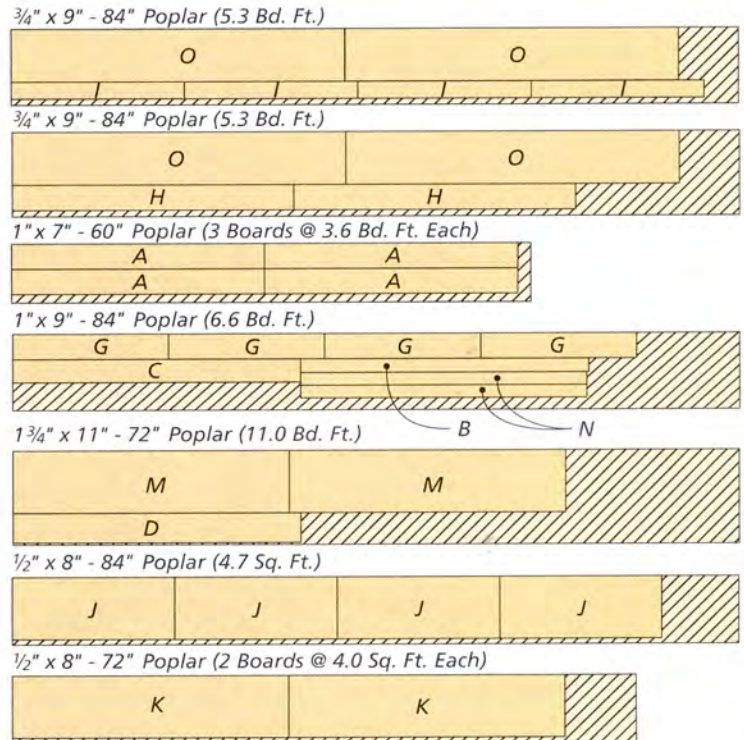 ¾" x 9" - 84" Poplar (5.3 Bd. Ft.)
O O
I I I I
¾" x 9" - 84" Poplar (5.3 Bd. Ft.)
O O
H H
1" x 7" - 60" Poplar (3 Boards @ 3.6 Bd. Ft. Each)
A A
A A
1" x 9" - 84" Poplar (6.6 Bd. Ft.)
G G G G
C
B N
1¾" x 11" - 72" Poplar (11.0 Bd. Ft.)
M M
D
½" x 8" - 84" Poplar (4.7 Sq. Ft.)
J J J J
½" x 8" - 72" Poplar (2 Boards @ 4.0 Sq. Ft. Each)
K K